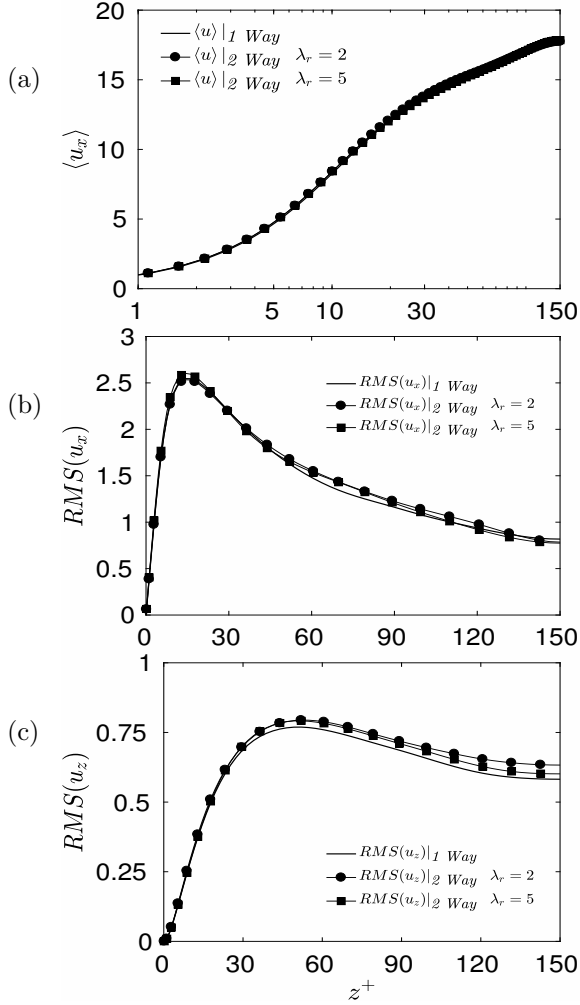 (a)
⟨u_x⟩
20
15
10
5
0
⟨u⟩|1 Way
⟨u⟩|2 Way λr = 2
⟨u⟩|2 Way λr = 5
1 5 10 30 150
(b)
RMS(u_x)
3
2.5
2
1.5
1
0.5
0
RMS(u_x)|1 Way
RMS(u_x)|2 Way λr = 2
RMS(u_x)|2 Way λr = 5
0 30 60 90 120 150
(c)
RMS(u_z)
1
0.75
0.5
0.25
0
RMS(u_z)|1 Way
RMS(u_z)|2 Way λr = 2
RMS(u_z)|2 Way λr = 5
0 30 60 90 120 150
z+